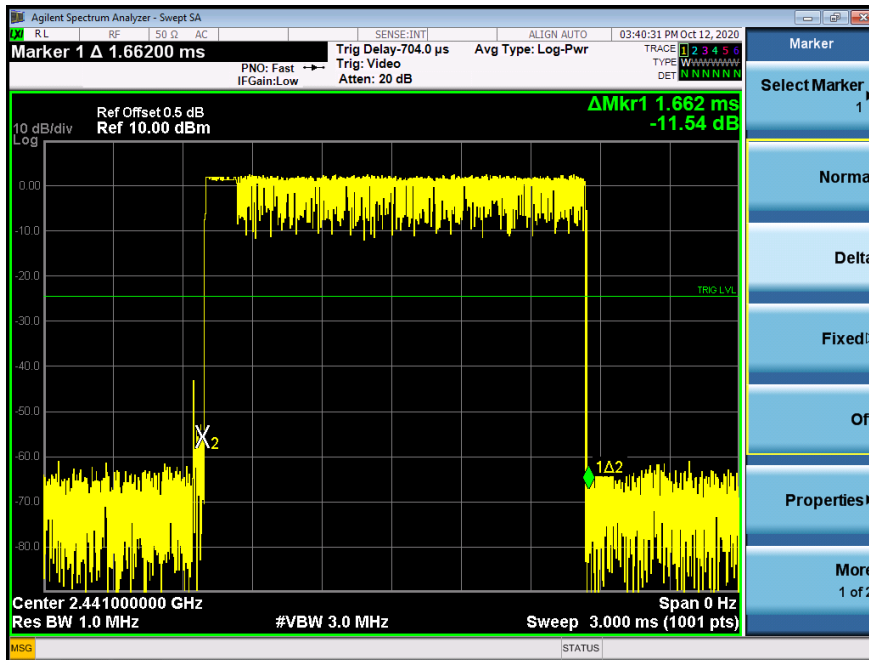 Agilent Spectrum Analyzer - Swept SA
LXI RL RF 50 Ω AC SENSE:INT ALIGN AUTO 03:40:31 PM Oct 12, 2020
Marker 1 Δ 1.66200 ms
PNO: Fast
IFGain:Low
Trig Delay-704.0 µs
Trig: Video
Atten: 20 dB
Avg Type: Log-Pwr
TRACE 1 2 3 4 5 6
TYPE WWWWWW
DET N N N N N N
ΔMkr1 1.662 ms
-11.54 dB
Ref Offset 0.5 dB
10 dB/div Ref 10.00 dBm
Log
0.00
-10.0
-20.0
TRIG LVL
-30.0
-40.0
-50.0
X2
-60.0
1Δ2
-70.0
-80.0
Center 2.441000000 GHz Span 0 Hz
Res BW 1.0 MHz #VBW 3.0 MHz Sweep 3.000 ms (1001 pts)
MSG STATUS
Marker
Select Marker
1
Norma
Delta
Fixed
Of
Properties
More
1 of 2